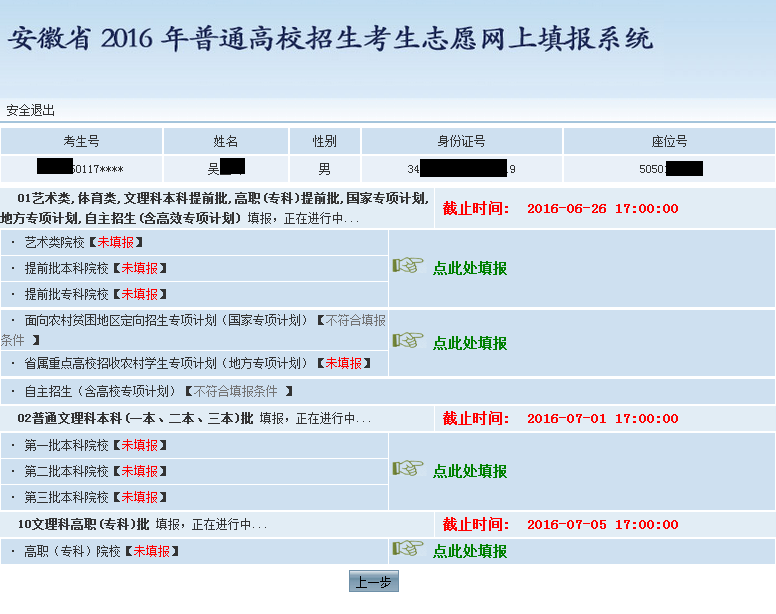 安徽省 2016 年普通高校招生考生志愿网上填报系统
安全退出
考生号 姓名 性别 身份证号 座位号
50117**** 吴 男 34 9 5050
01艺术类,体育类,文理科本科提前批,高职(专科)提前批,国家专项计划,
地方专项计划,自主招生(含高效专项计划) 填报，正在进行中...
截止时间： 2016-06-26 17:00:00
· 艺术类院校【未填报】
· 提前批本科院校【未填报】
· 提前批专科院校【未填报】
点此处填报
· 面向农村贫困地区定向招生专项计划（国家专项计划）【不符合填报
条件 】
· 省属重点高校招收农村学生专项计划（地方专项计划）【未填报】
点此处填报
· 自主招生（含高校专项计划）【不符合填报条件 】
02普通文理科本科(一本、二本、三本)批 填报，正在进行中...
截止时间： 2016-07-01 17:00:00
· 第一批本科院校【未填报】
· 第二批本科院校【未填报】
· 第三批本科院校【未填报】
点此处填报
10文理科高职(专科)批 填报，正在进行中...
截止时间： 2016-07-05 17:00:00
· 高职（专科）院校【未填报】
点此处填报
上一步